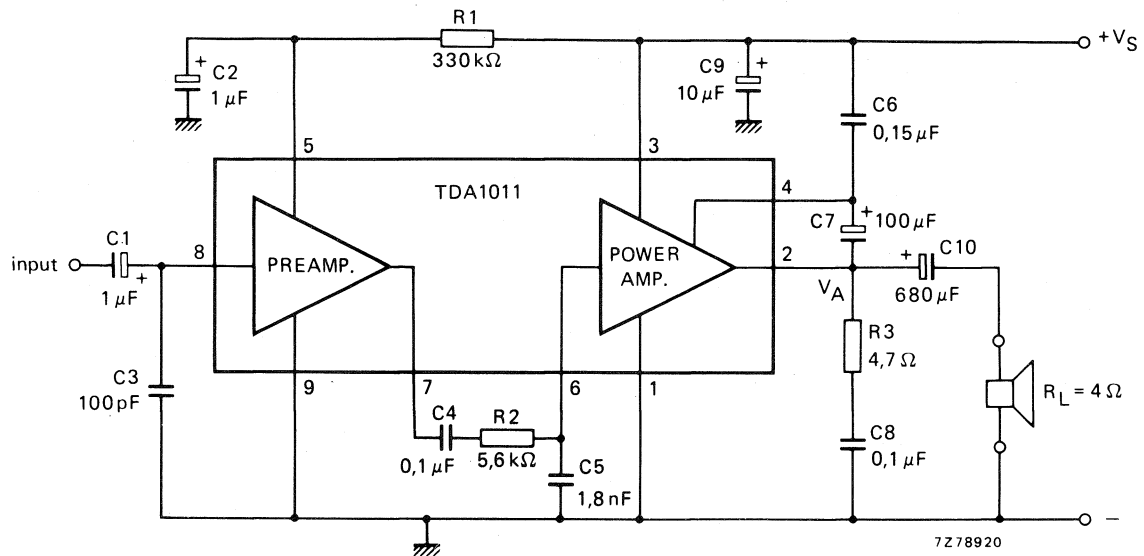 R1
330kΩ
+VS
+
C2
1µF
+
C9
10µF
C6
0,15µF
5
3
TDA1011
4
C7
+
100µF
C1
input
+
1µF
8
PREAMP.
POWER
AMP.
2
VA
+
C10
680µF
R3
4,7Ω
C3
100pF
9
7
6
1
RL = 4Ω
C4
0,1µF
R2
5,6kΩ
C5
1,8nF
C8
0,1µF
–
7Z78920